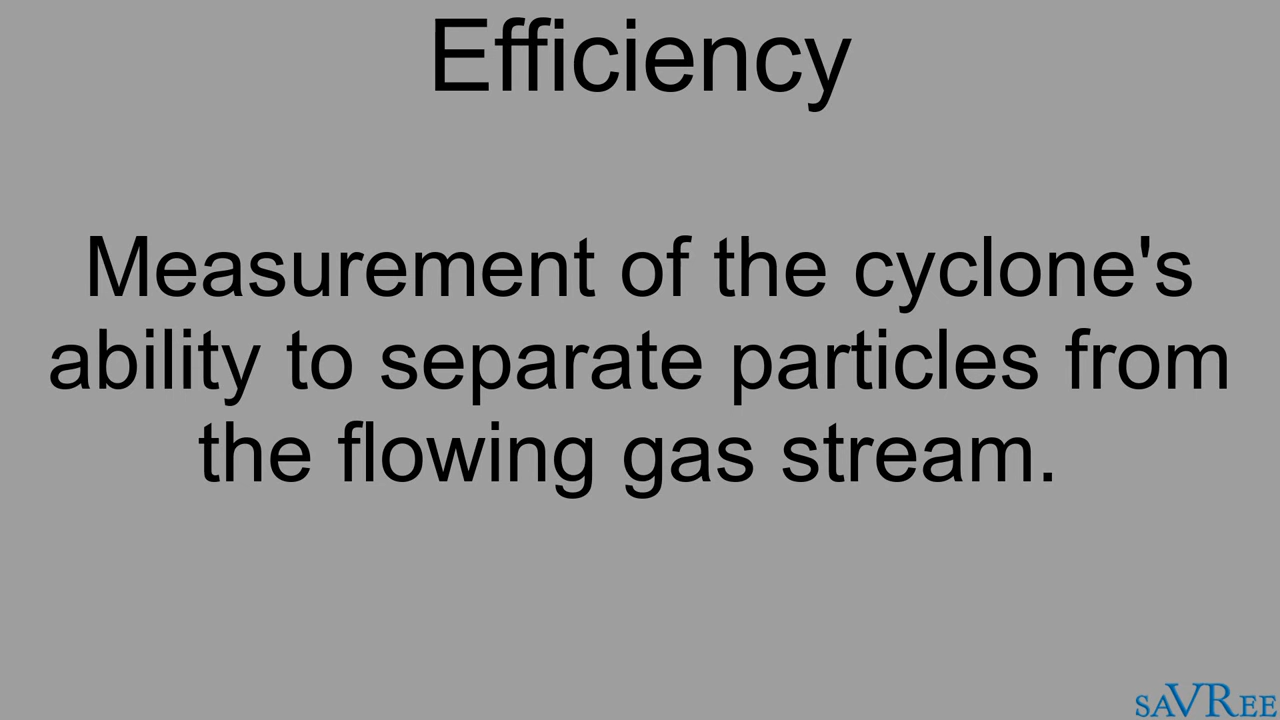 Efficiency
Measurement of the cyclone's
ability to separate particles from
the flowing gas stream.
saVRee